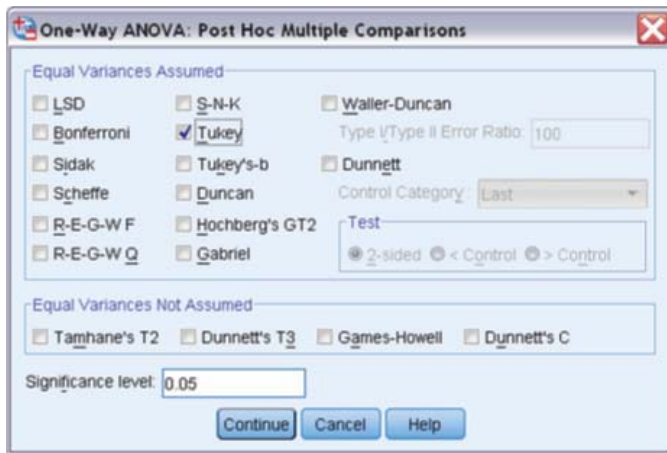 One-Way ANOVA: Post Hoc Multiple Comparisons
Equal Variances Assumed
LSD S-N-K Waller-Duncan
Bonferroni Tukey Type I/Type II Error Ratio: 100
Sidak Tukey's-b Dunnett
Scheffe Duncan Control Category: Last
R-E-G-W F Hochberg's GT2 Test
R-E-G-W Q Gabriel 2-sided < Control > Control
Equal Variances Not Assumed
Tamhane's T2 Dunnett's T3 Games-Howell Dunnett's C
Significance level: 0.05
Continue Cancel Help